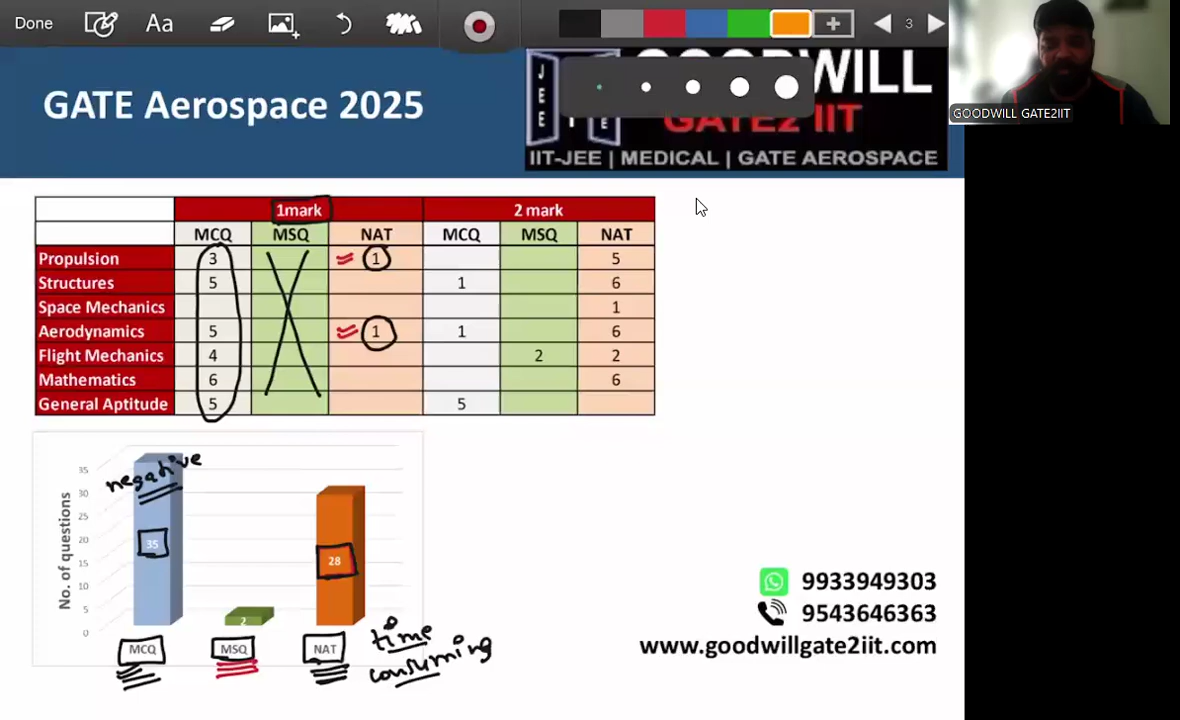 Done Aa 3
GOODWILL
GATE2 IIT
JEE
IIT-JEE | MEDICAL | GATE AEROSPACE
GOODWILL GATE2IIT
GATE Aerospace 2025
1mark 2 mark
MCQ MSQ NAT MCQ MSQ NAT
Propulsion 3 1 5
Structures 5 1 6
Space Mechanics 1
Aerodynamics 5 1 1 6
Flight Mechanics 4 2 2
Mathematics 6 6
General Aptitude 5 5
negative
No. of questions
35
30
25
20
15
10
5
0
35
2
28
MCQ MSQ NAT
time
consuming
9933949303
9543646363
www.goodwillgate2iit.com